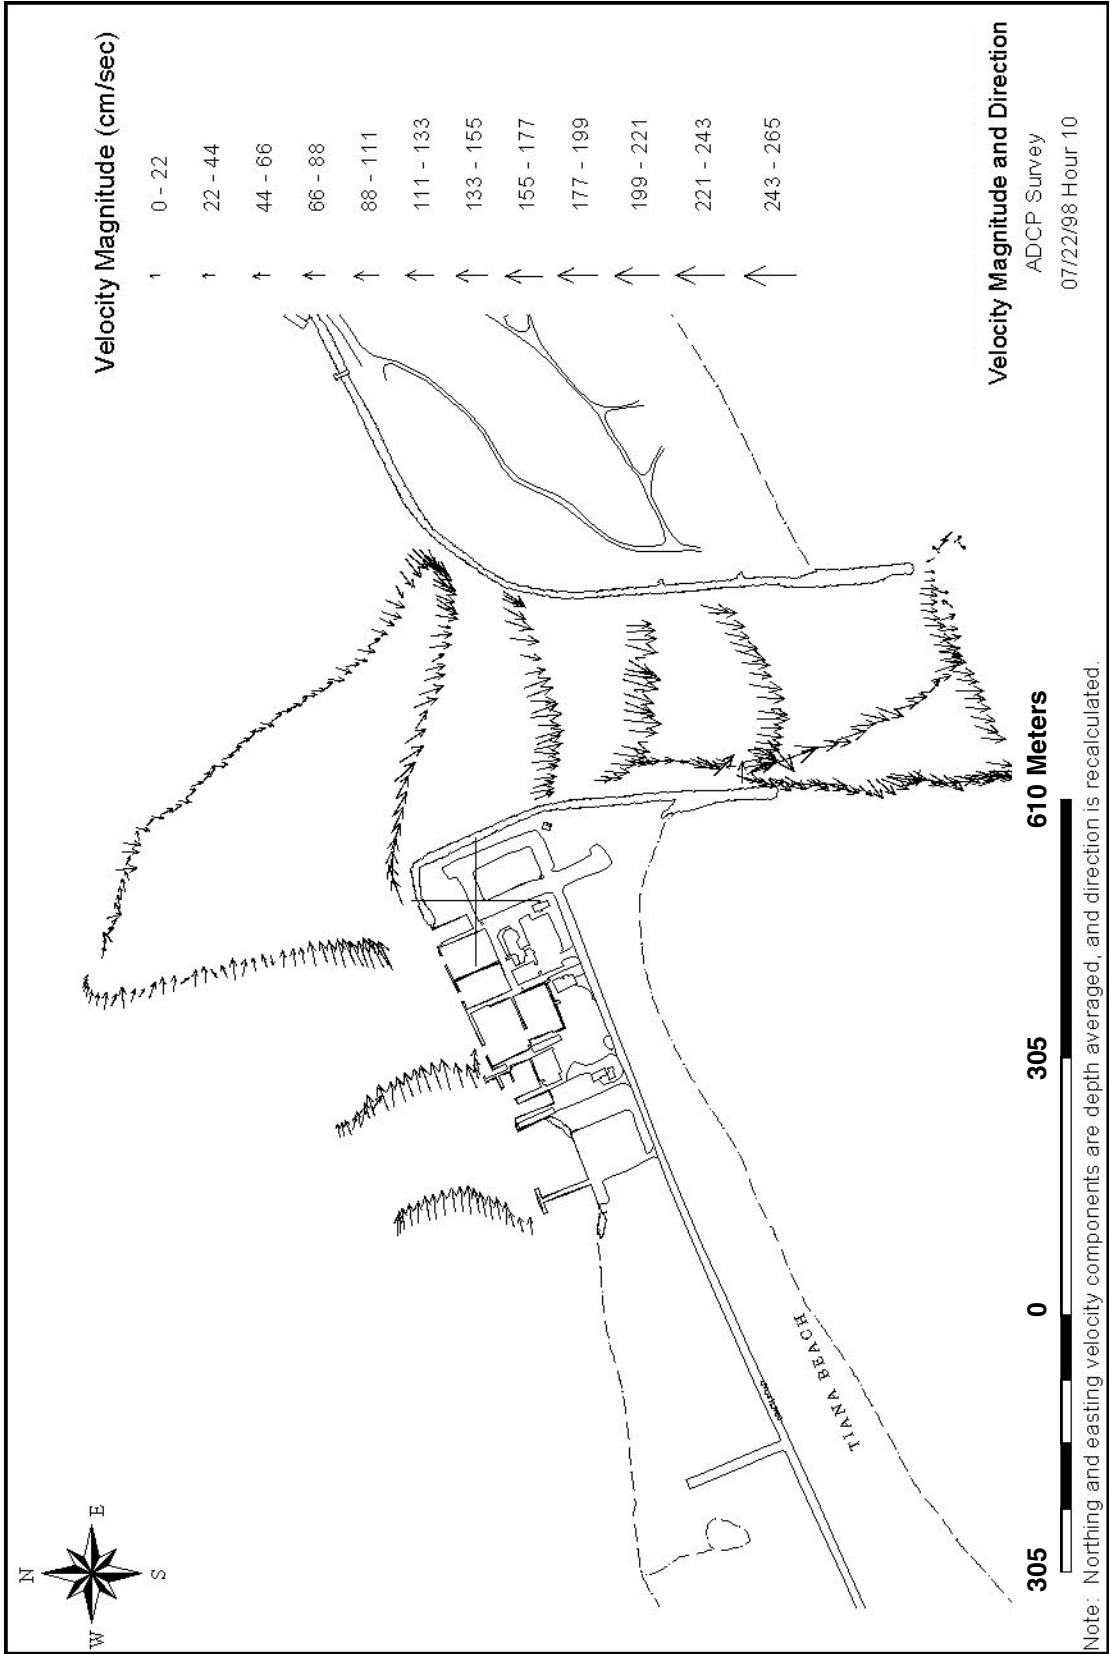 Velocity Magnitude (cm/sec)
0 - 22
22 - 44
44 - 66
66 - 88
88 - 111
111 - 133
133 - 155
155 - 177
177 - 199
199 - 221
221 - 243
243 - 265
N
W
E
S
TIANA BEACH
305
0
305
610 Meters
Velocity Magnitude and Direction
ADCP Survey
07/22/98 Hour 10
Note: Northing and easting velocity components are depth averaged, and direction is recalculated.